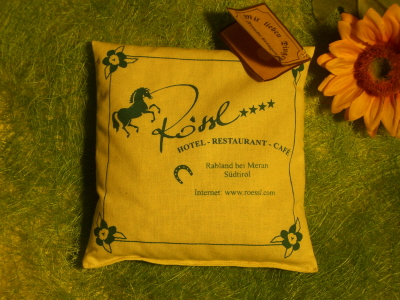 Rössl ****
HOTEL - RESTAURANT - CAFÉ
Rabland bei Meran
Südtirol
Internet: www.roessl.com